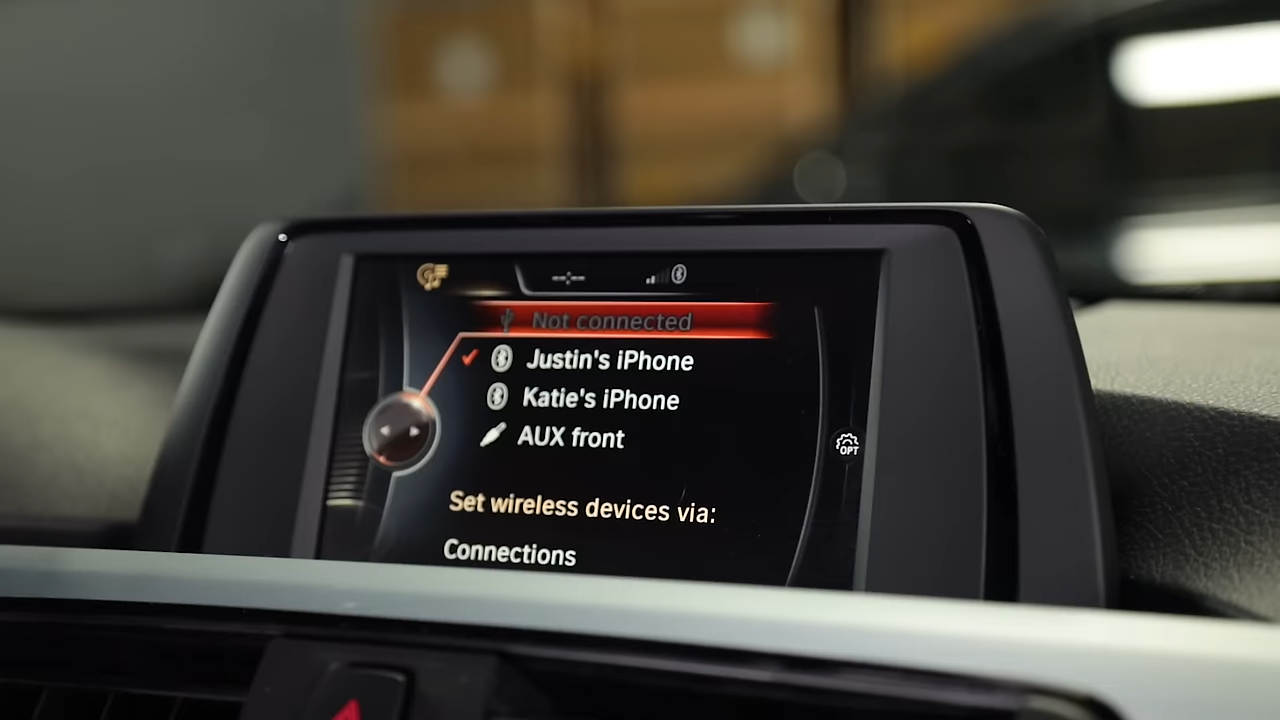 Not connected
Justin's iPhone
Katie's iPhone
AUX front
OPT
Set wireless devices via:
Connections